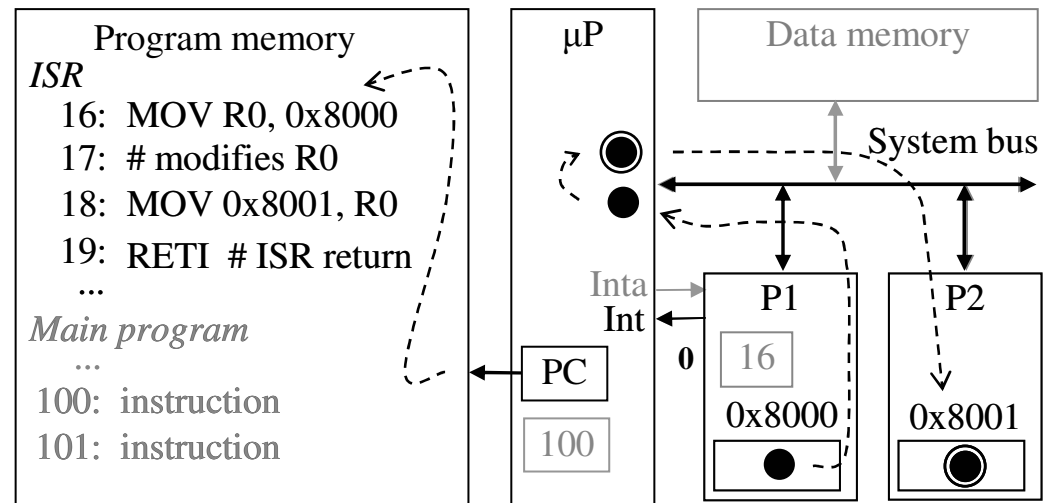 Program memory
ISR
16: MOV R0, 0x8000
17: # modifies R0
18: MOV 0x8001, R0
19: RETI # ISR return
...
Main program
...
100: instruction
101: instruction
μP
PC
100
Inta
Int
0
Data memory
System bus
P1
16
0x8000
P2
0x8001